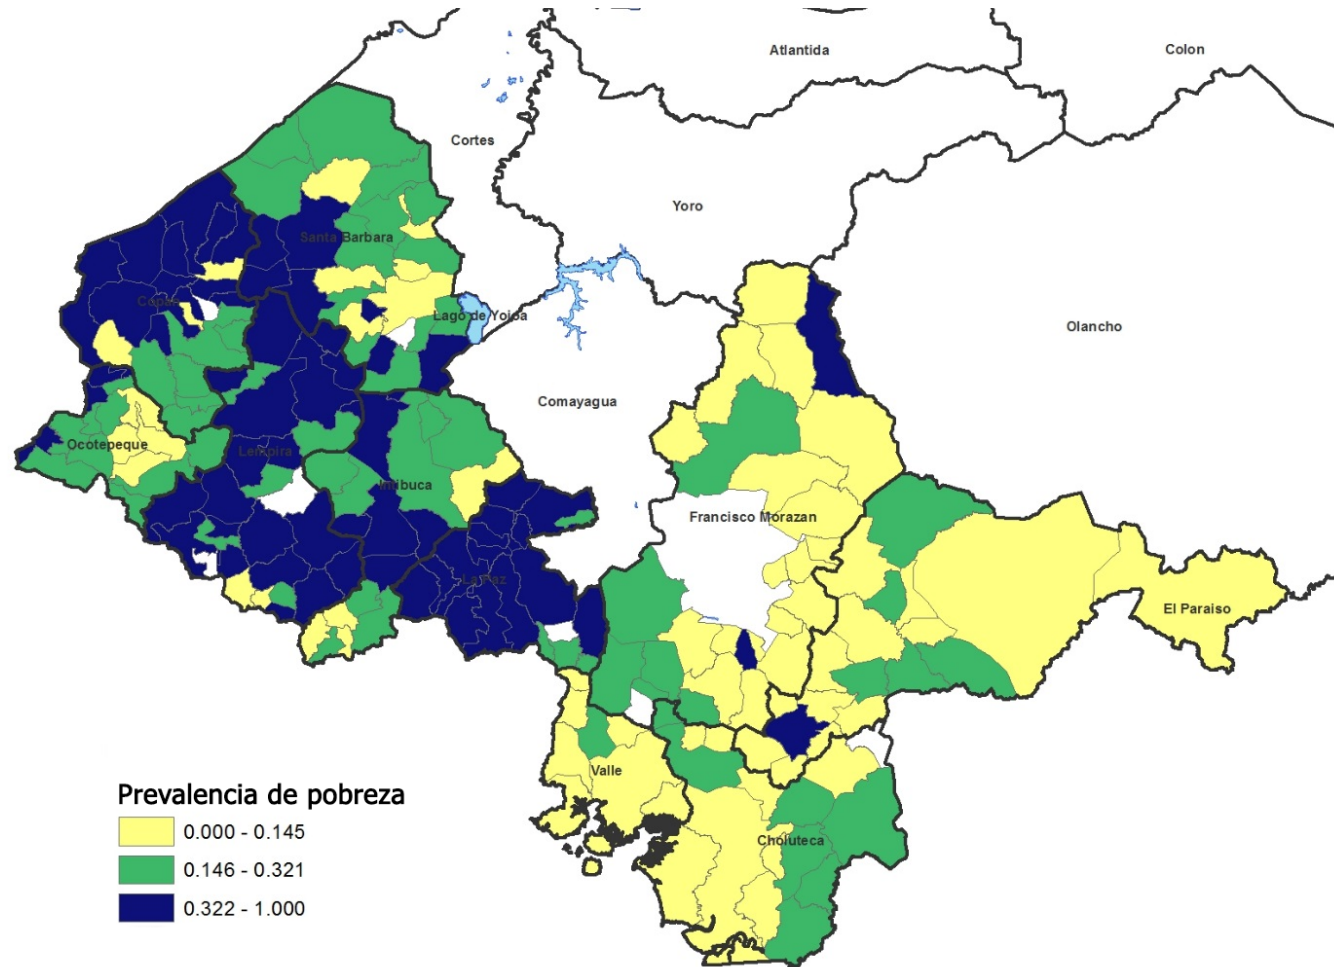 Atlantida
Colon
Cortes
Yoro
Santa Barbara
Copan
Lago de Yojoa
Olancho
Comayagua
Ocotepeque
Lempira
Intibuca
Francisco Morazan
La Paz
El Paraiso
Valle
Choluteca
Prevalencia de pobreza
0.000 - 0.145
0.146 - 0.321
0.322 - 1.000